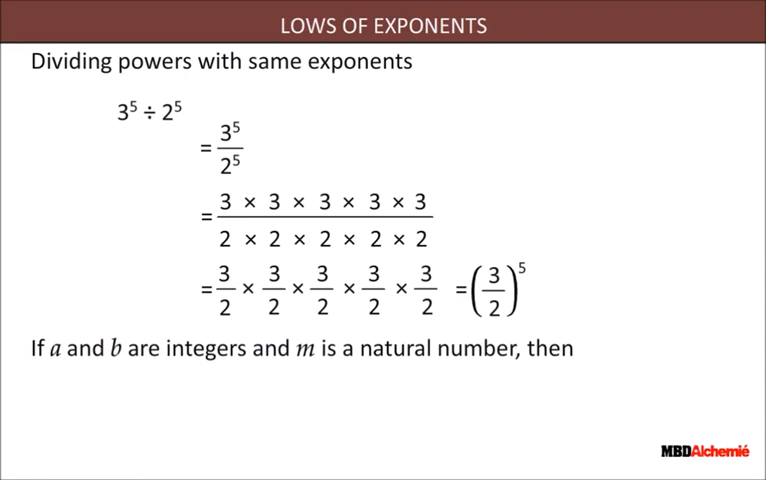 LOWS OF EXPONENTS
Dividing powers with same exponents
3⁵ ÷ 2⁵
= 3⁵/2⁵
= (3 × 3 × 3 × 3 × 3)/(2 × 2 × 2 × 2 × 2)
= 3/2 × 3/2 × 3/2 × 3/2 × 3/2 = (3/2)⁵
If a and b are integers and m is a natural number, then
MBDAlchemié